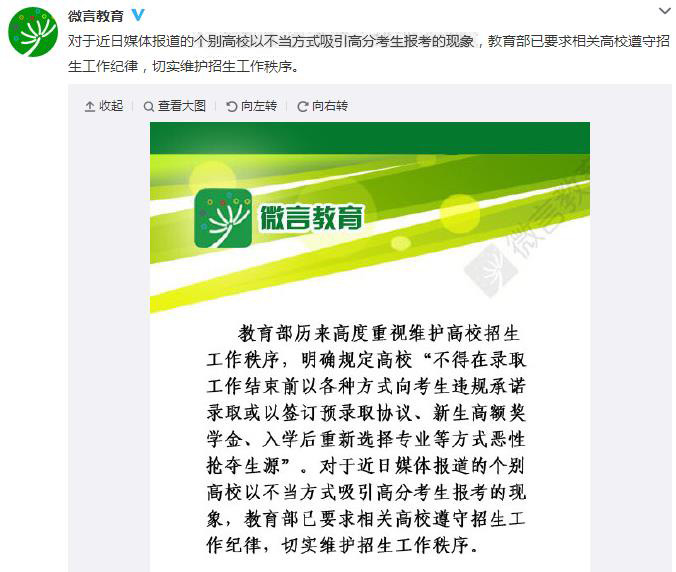 微言教育
对于近日媒体报道的个别高校以不当方式吸引高分考生报考的现象，教育部已要求相关高校遵守招
生工作纪律，切实维护招生工作秩序。
收起 查看大图 向左转 向右转
微言教育
微言教育
教育部历来高度重视维护高校招生
工作秩序，明确规定高校“不得在录取
工作结束前以各种方式向考生违规承诺
录取或以签订预录取协议、新生高额奖
学金、入学后重新选择专业等方式恶性
抢夺生源”。对于近日媒体报道的个别
高校以不当方式吸引高分考生报考的现
象，教育部已要求相关高校遵守招生工
作纪律，切实维护招生工作秩序。